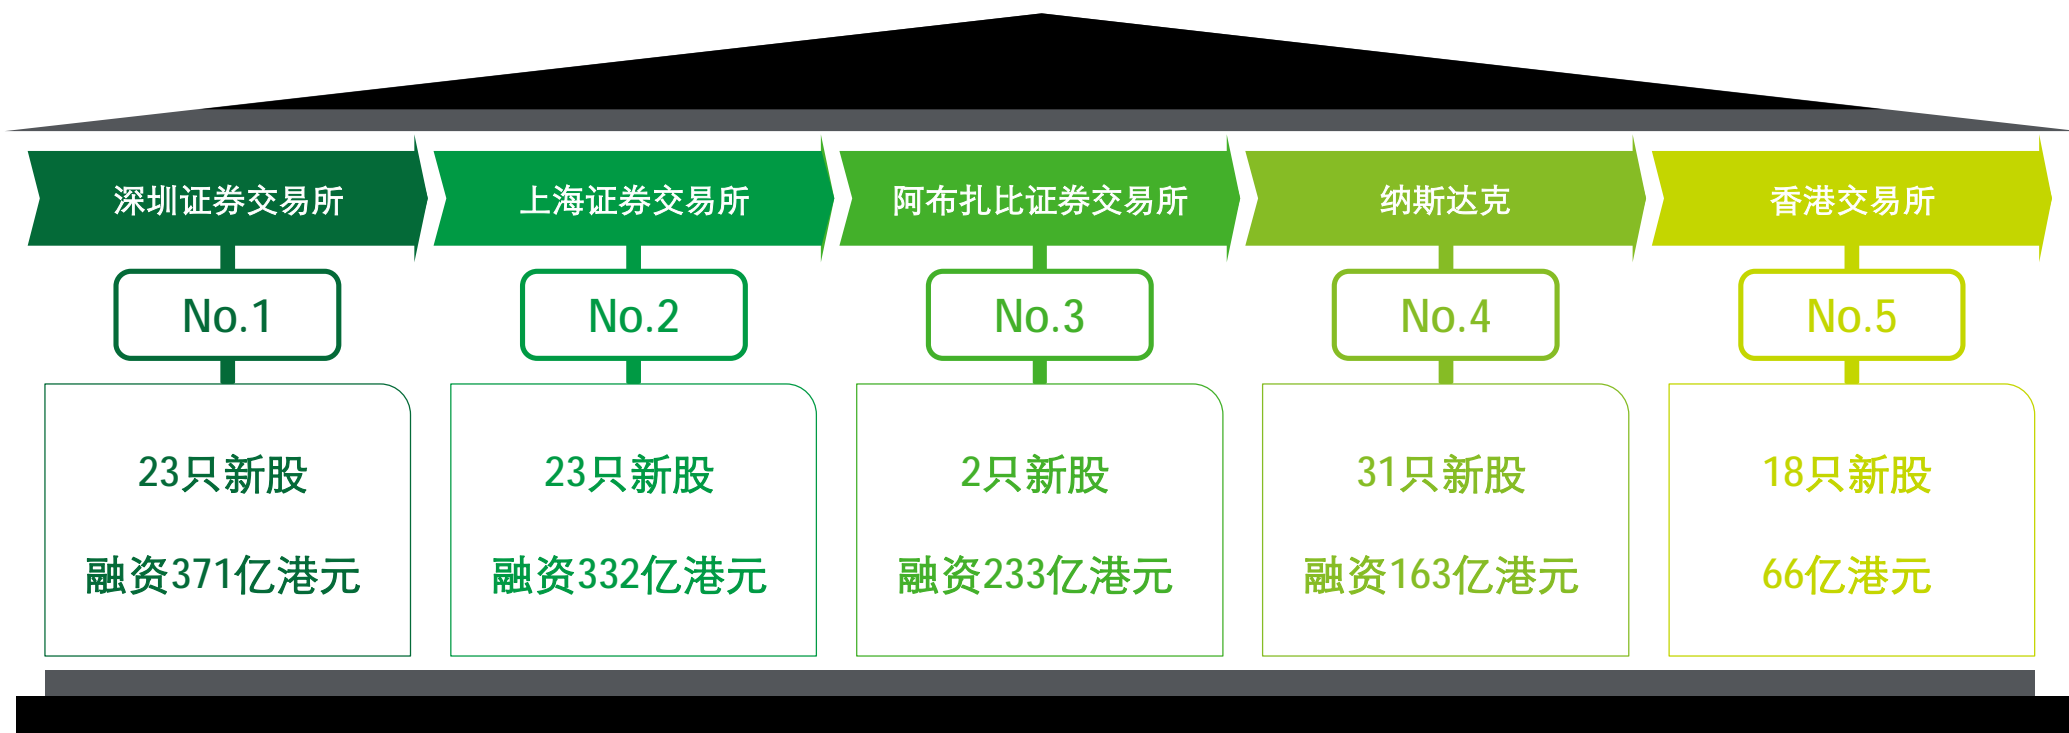 深圳证券交易所
上海证券交易所
阿布扎比证券交易所
纳斯达克
香港交易所
No.1
No.2
No.3
No.4
No.5
23只新股
融资371亿港元
23只新股
融资332亿港元
2只新股
融资233亿港元
31只新股
融资163亿港元
18只新股
66亿港元